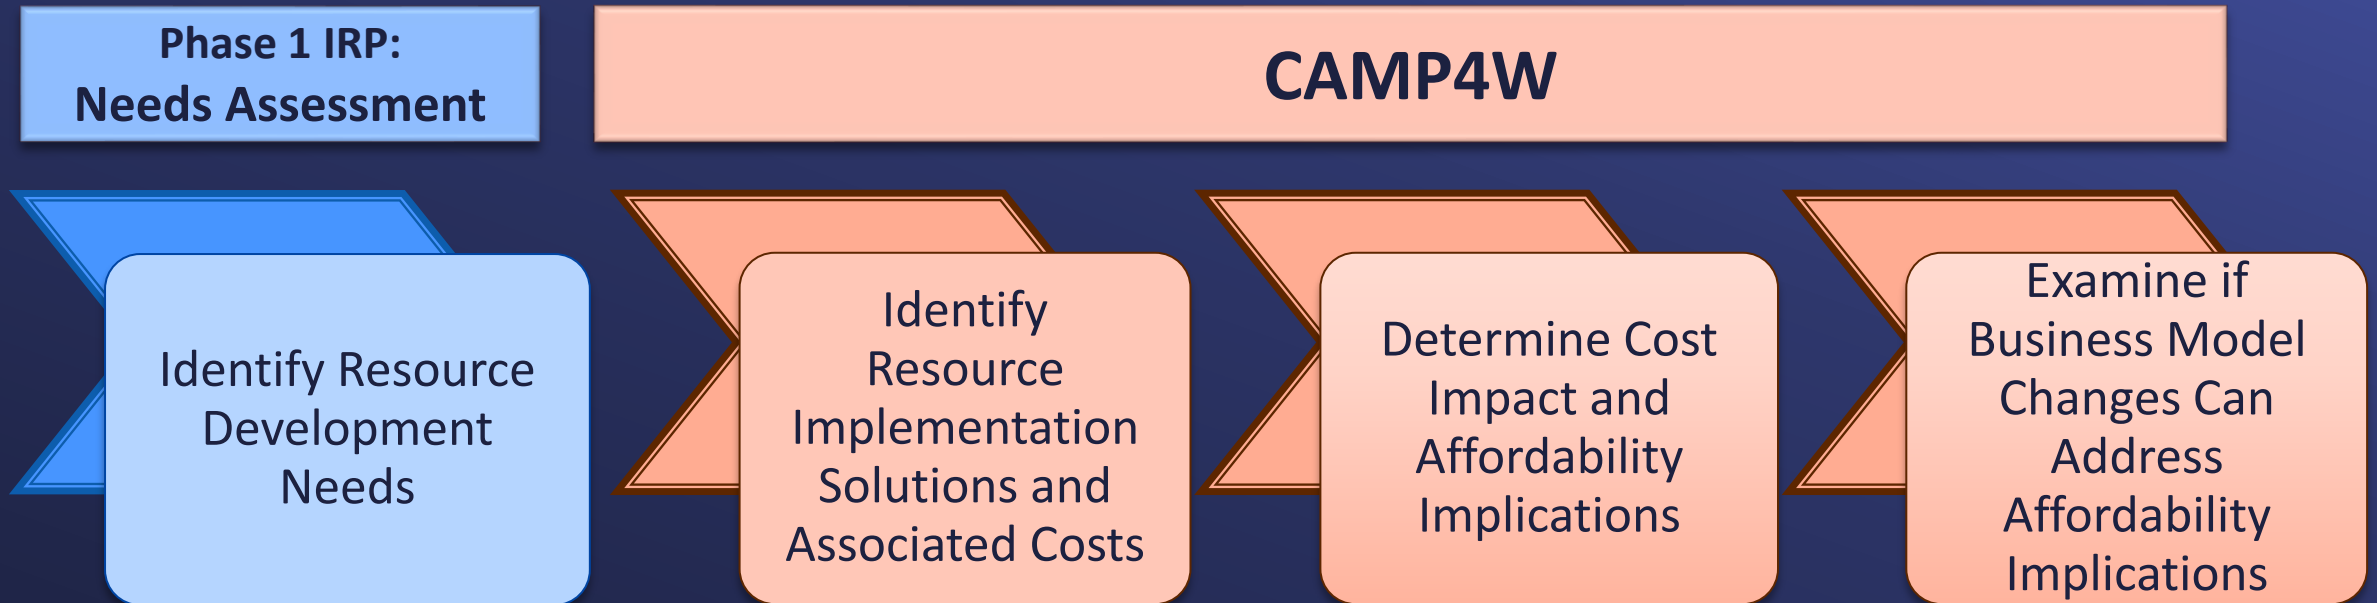 Phase 1 IRP:
Needs Assessment
CAMP4W
Identify Resource
Development
Needs
Identify
Resource
Implementation
Solutions and
Associated Costs
Determine Cost
Impact and
Affordability
Implications
Examine if
Business Model
Changes Can
Address
Affordability
Implications